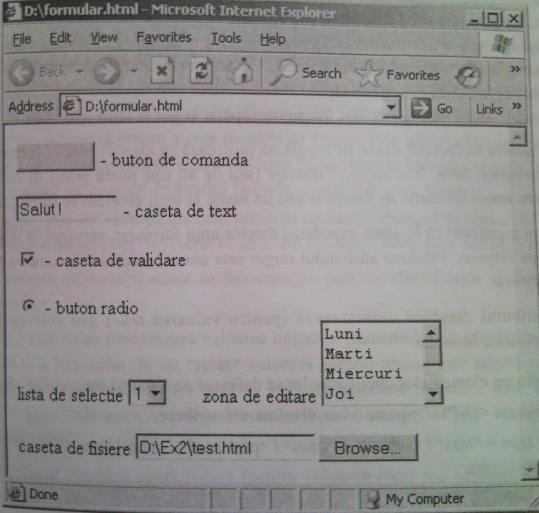 D:\formular.html - Microsoft Internet Explorer
File Edit View Favorites Tools Help
Back Search Favorites
Address D:\formular.html Go Links
- buton de comanda
Salut! - caseta de text
- caseta de validare
- buton radio
Luni
Marti
Miercuri
lista de selectie 1 zona de editare Joi
caseta de fisiere D:\Ex2\test.html Browse...
Done My Computer